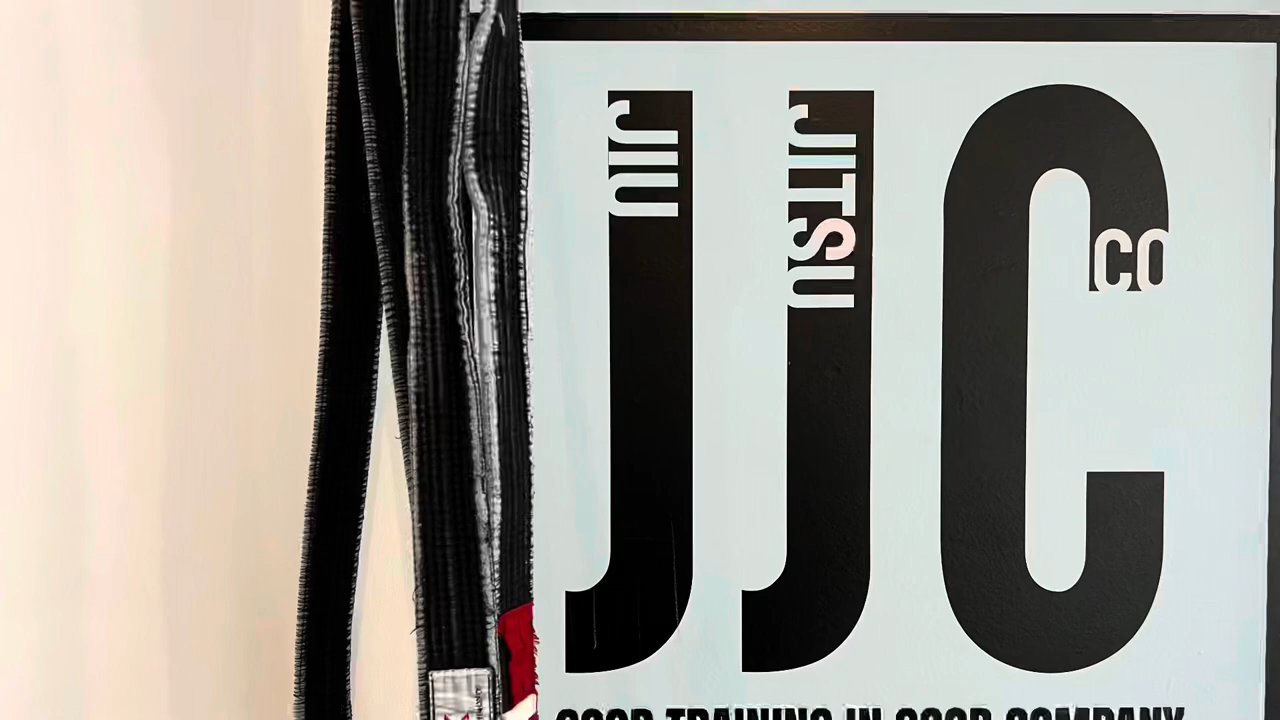 JJC
JIU
JITSU
CO
GOOD TRAINING IN GOOD COMPANY